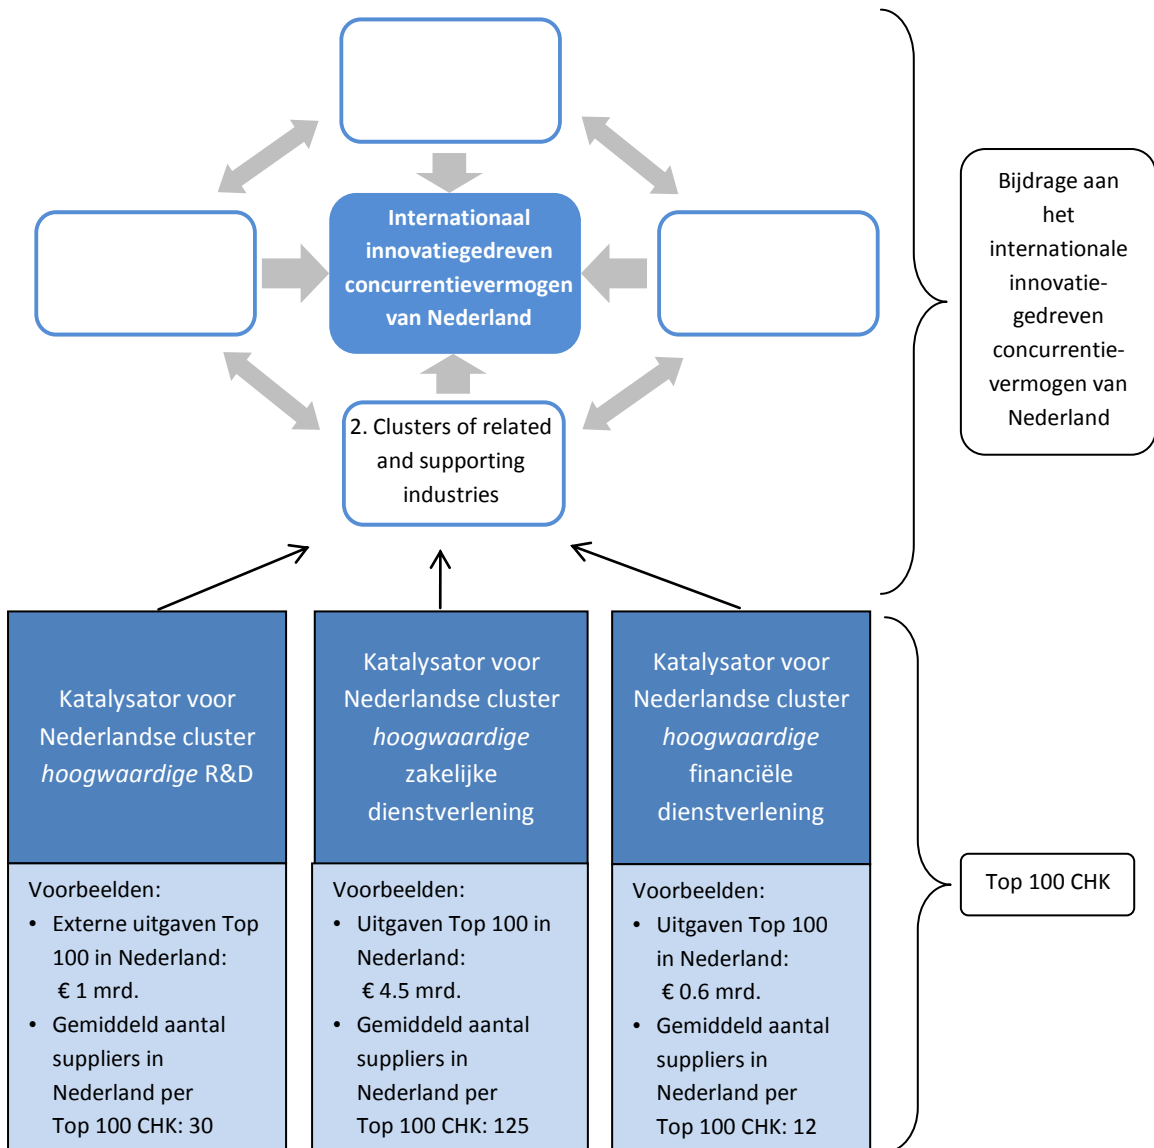 Internationaal
innovatiegedreven
concurrentievermogen
van Nederland
Bijdrage aan
het
internationale
innovatie-
gedreven
concurrentie-
vermogen van
Nederland
2. Clusters of related
and supporting
industries
Katalysator voor
Nederlandse cluster
hoogwaardige R&D
Katalysator voor
Nederlandse cluster
hoogwaardige
zakelijke
dienstverlening
Katalysator voor
Nederlandse cluster
hoogwaardige
financiële
dienstverlening
Voorbeelden:
• Externe uitgaven Top
100 in Nederland:
€ 1 mrd.
• Gemiddeld aantal
suppliers in
Nederland per
Top 100 CHK: 30
Voorbeelden:
• Uitgaven Top 100 in
Nederland:
€ 4.5 mrd.
• Gemiddeld aantal
suppliers in
Nederland per
Top 100 CHK: 125
Voorbeelden:
• Uitgaven Top 100
in Nederland:
€ 0.6 mrd.
• Gemiddeld aantal
suppliers in
Nederland per
Top 100 CHK: 12
Top 100 CHK